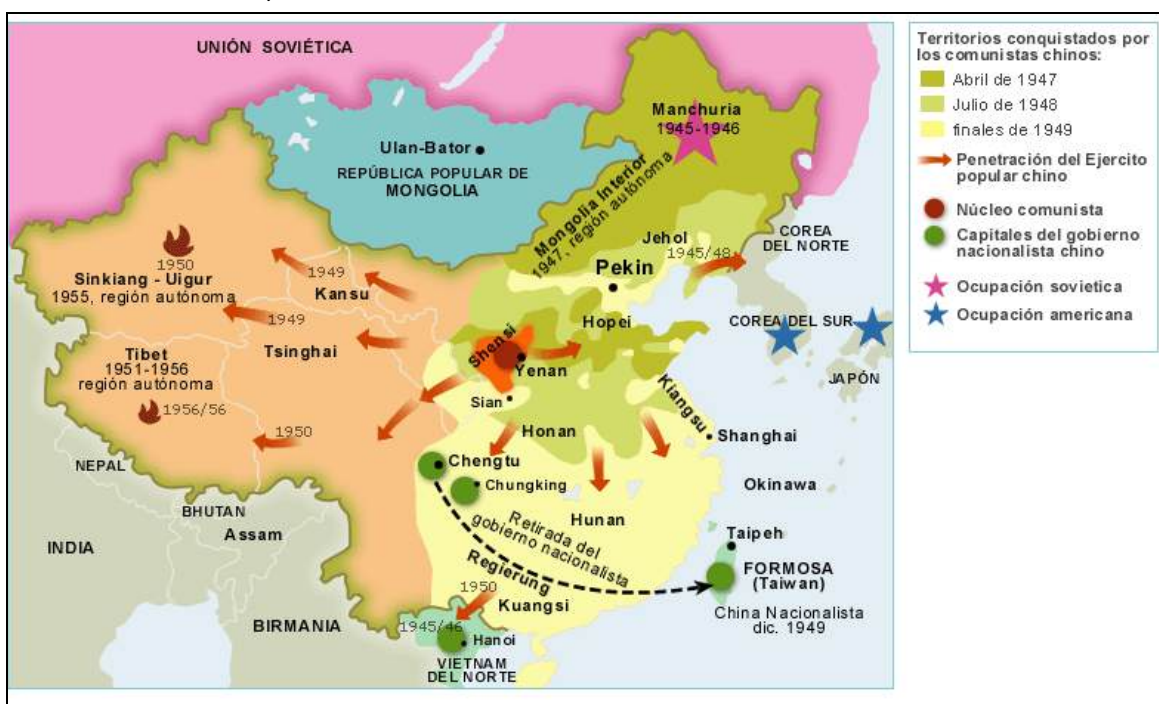 UNIÓN SOVIÉTICA
Manchuria
1945-1946
Ulan-Bator
REPÚBLICA POPULAR DE
MONGOLIA
Mongolia Interior
1947, región autónoma
Jehol
1945/48
COREA
DEL NORTE
Pekin
1950
Sinkiang - Uigur
1955, región autónoma
1949
Kansu
1949
Hopei
COREA DEL SUR
Tsinghai
Shensi
Yenan
JAPÓN
Tibet
1951-1956
región autónoma
1956/56
Sian
Kiangsu
1950
Honan
Shanghai
NEPAL
Chengtu
Chungking
Okinawa
BHUTAN
Assam
INDIA
Hunan
Retirada del
gobierno nacionalista
Taipeh
FORMOSA
(Taiwan)
Regierung
1950
Kuangsi
China Nacionalista
dic. 1949
BIRMANIA
1945/46
Hanoi
VIETNAM
DEL NORTE
Territorios conquistados por
los comunistas chinos:
Abril de 1947
Julio de 1948
finales de 1949
Penetración del Ejercito
popular chino
Núcleo comunista
Capitales del gobierno
nacionalista chino
Ocupación sovietica
Ocupación americana